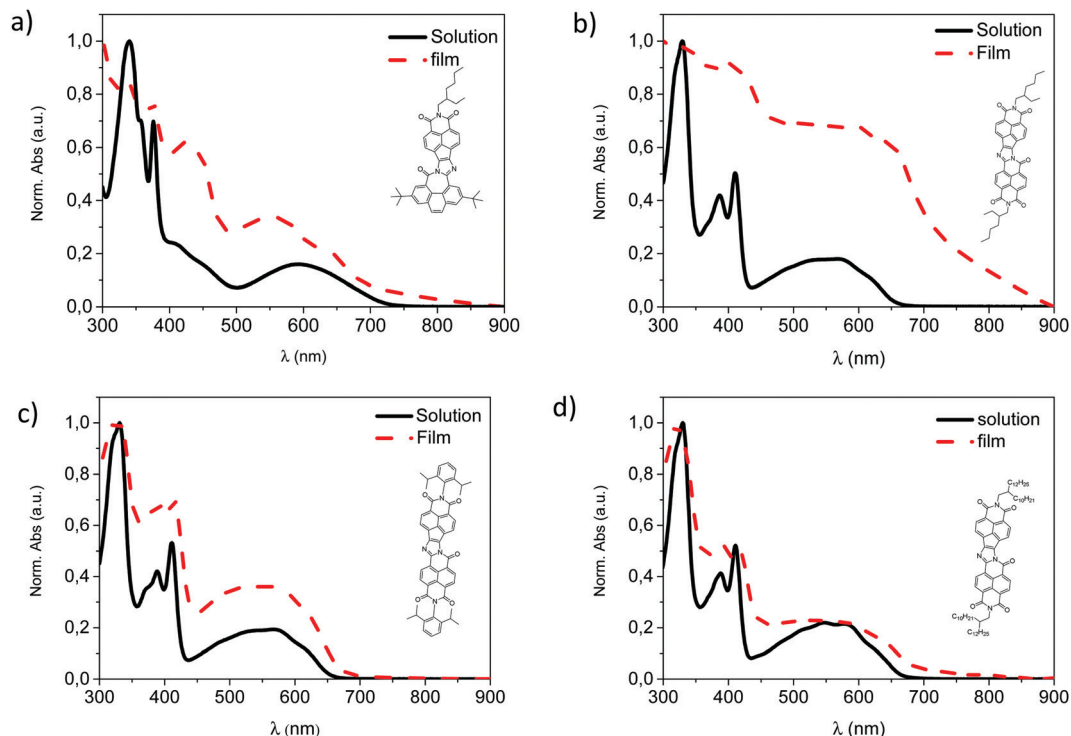 a)
Solution
film
Norm. Abs (a.u.)
1,0
0,8
0,6
0,4
0,2
0,0
300 400 500 600 700 800 900
λ (nm)
O N O
O N N
b)
Solution
Film
Norm. Abs (a.u.)
1,0
0,8
0,6
0,4
0,2
0,0
300 400 500 600 700 800 900
λ (nm)
O N O
N N O
O N O
c)
Solution
Film
Norm. Abs (a.u.)
1,0
0,8
0,6
0,4
0,2
0,0
300 400 500 600 700 800 900
λ (nm)
O N O
N N O
O N O
d)
solution
film
Norm. Abs (a.u.)
1,0
0,8
0,6
0,4
0,2
0,0
300 400 500 600 700 800 900
λ (nm)
C12H25
C10H21
O N O
N N O
O N O
C10H21
C12H25